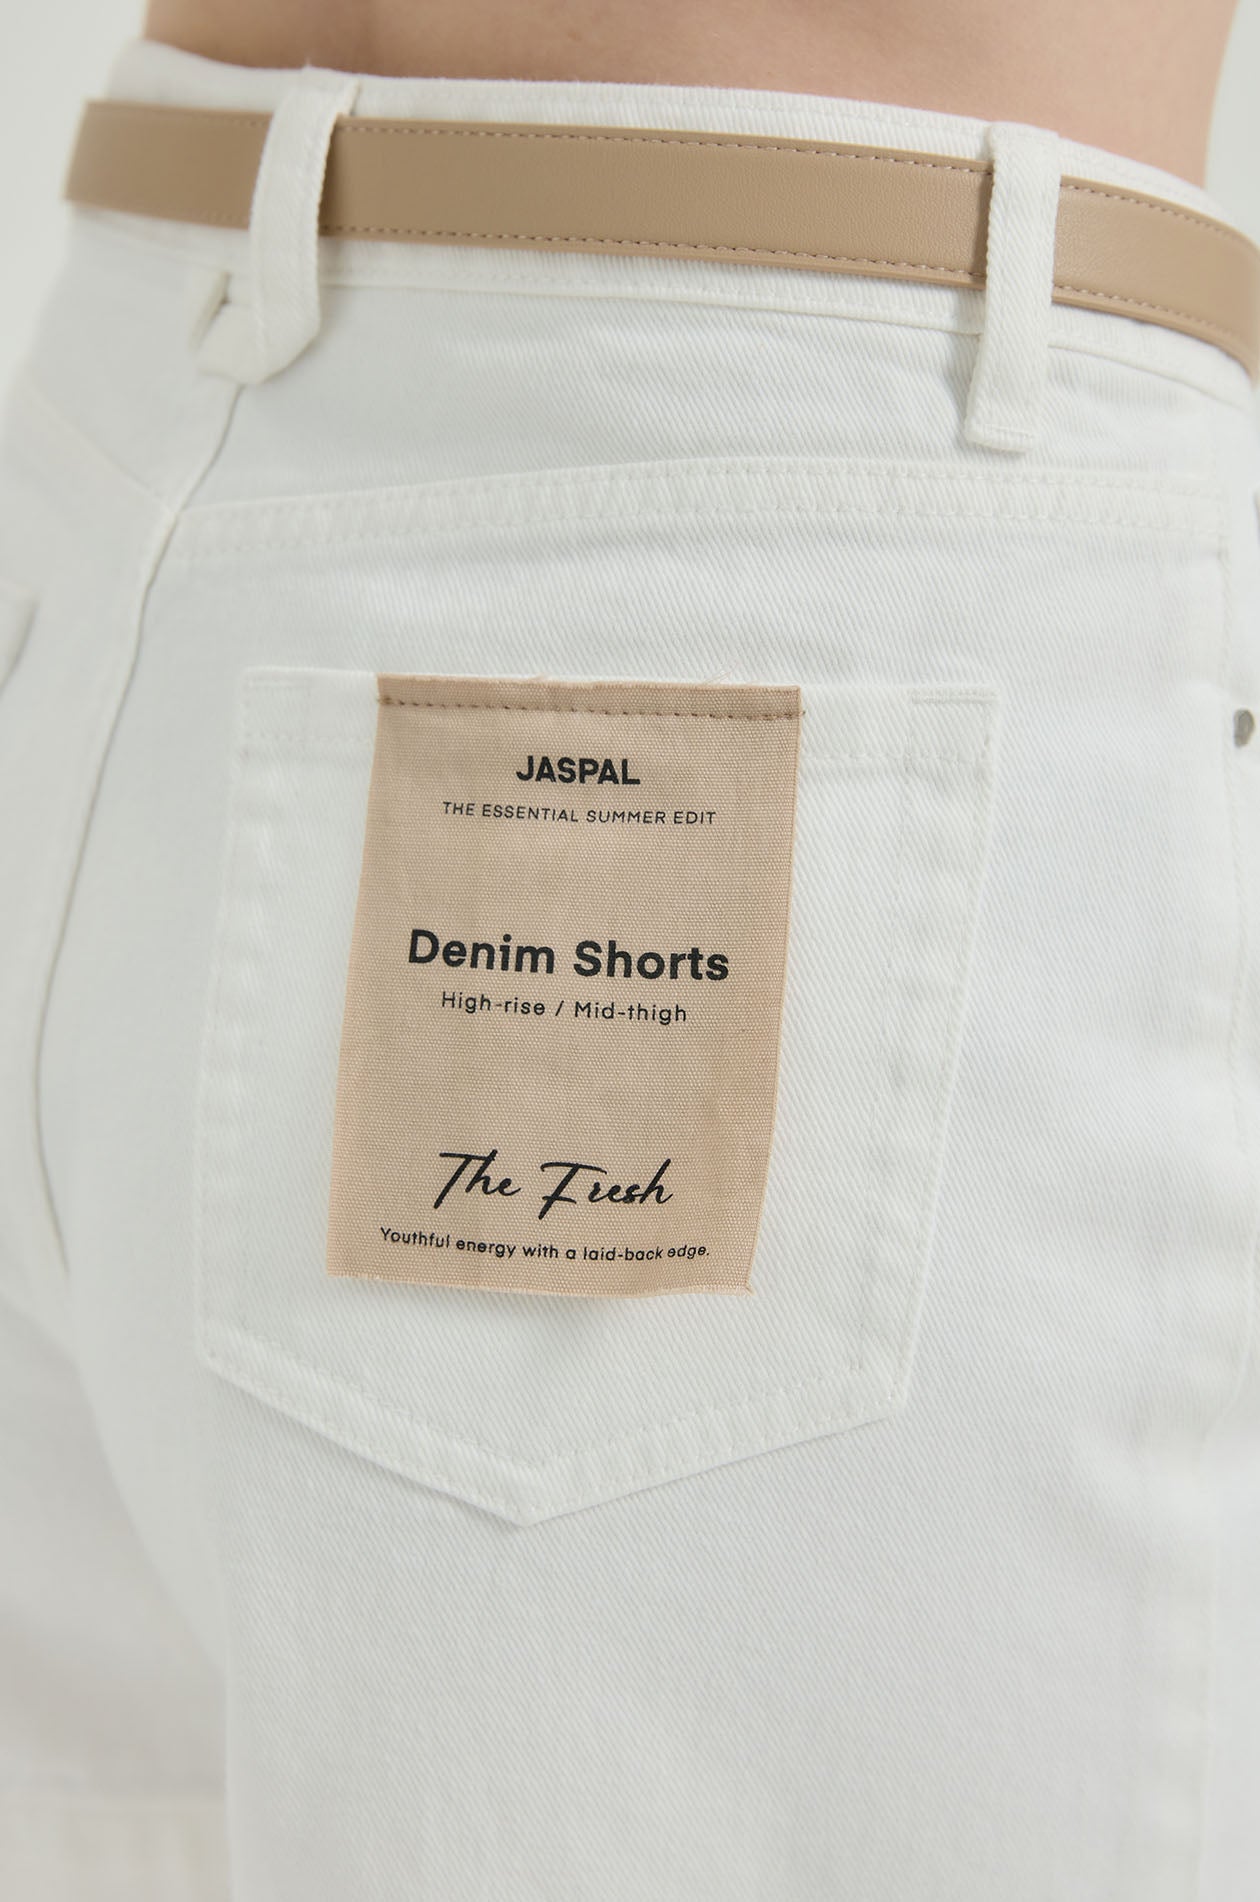 JASPAL
THE ESSENTIAL SUMMER EDIT
Denim Shorts
High-rise / Mid-thigh
The Fresh
Youthful energy with a laid-back edge.